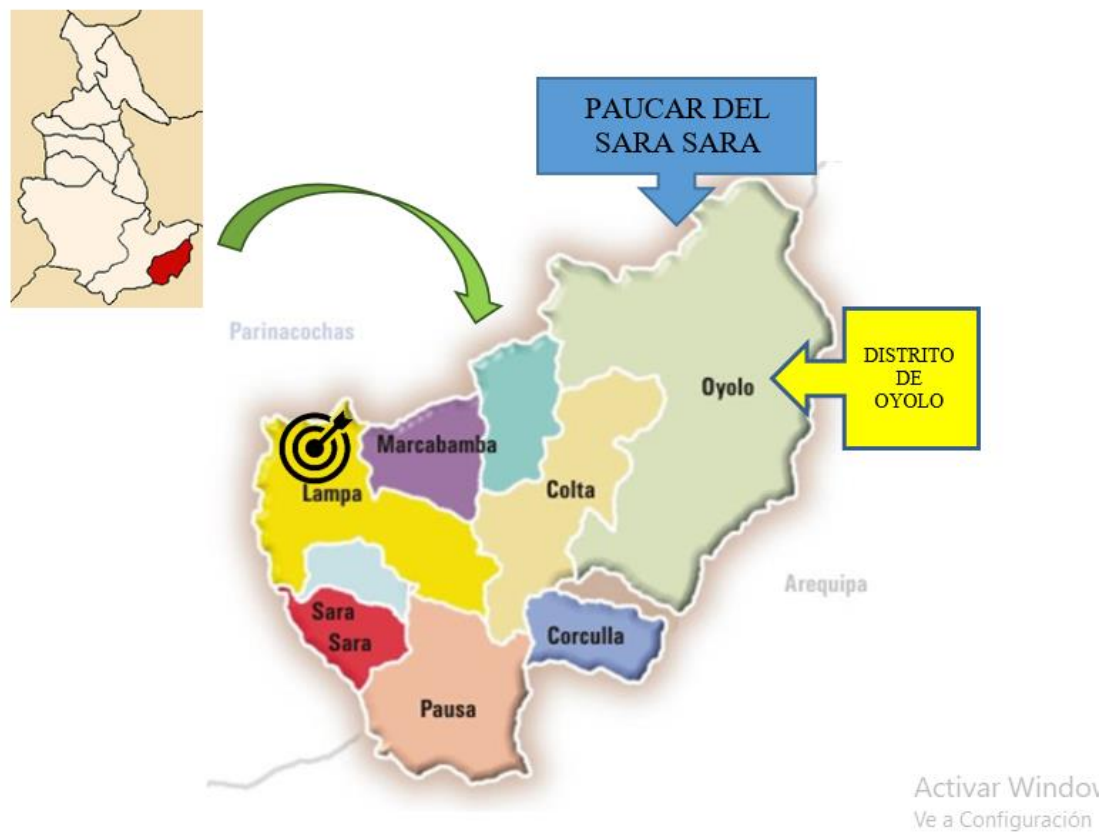 PAUCAR DEL
SARA SARA
Parinacochas
DISTRITO
DE
OYOLO
Oyolo
Marcabamba
Lampa
Colta
Arequipa
Sara
Sara
Corculla
Pausa
Activar Window
Ve a Configuración